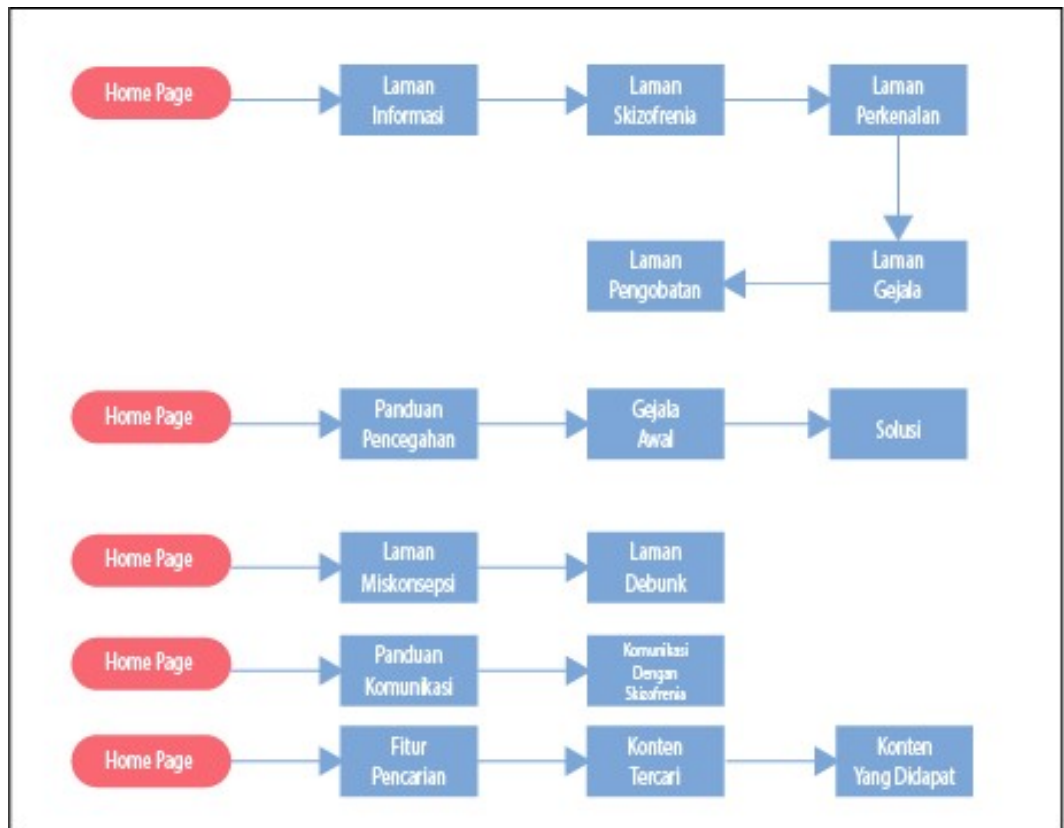 Home Page
Laman
Informasi
Laman
Skizofrenia
Laman
Perkenalan
Laman
Pengobatan
Laman
Gejala
Home Page
Panduan
Pencegahan
Gejala
Awal
Solusi
Home Page
Laman
Miskonsepsi
Laman
Debunk
Home Page
Panduan
Komunikasi
Komunikasi
Dengan
Skizofrenia
Home Page
Fitur
Pencarian
Konten
Tercari
Konten
Yang Didapat